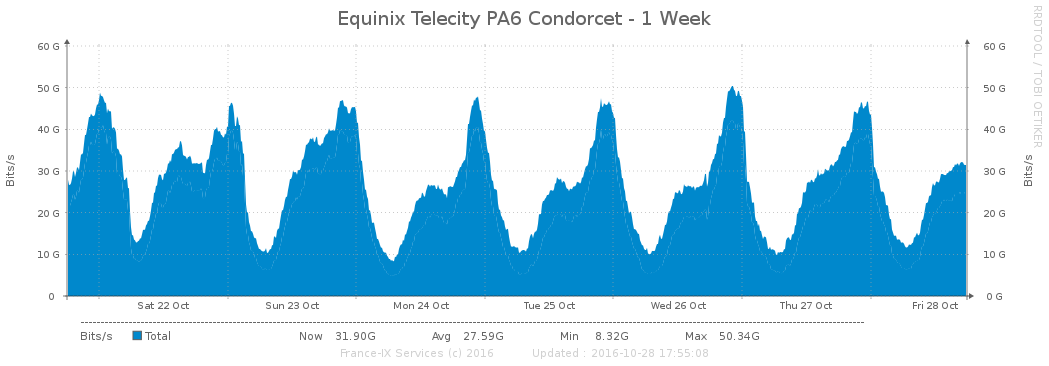 Equinix Telecity PA6 Condorcet - 1 Week
RRDTOOL / TOBI OETIKER
Bits/s
60 G 60 G
50 G 50 G
40 G 40 G
30 G 30 G
20 G 20 G
10 G 10 G
0 0 G
Bits/s
Sat 22 Oct Sun 23 Oct Mon 24 Oct Tue 25 Oct Wed 26 Oct Thu 27 Oct Fri 28 Oct
Bits/s Total Now 31.90G Avg 27.59G Min 8.32G Max 50.34G
France-IX Services (c) 2016 Updated : 2016-10-28 17:55:08